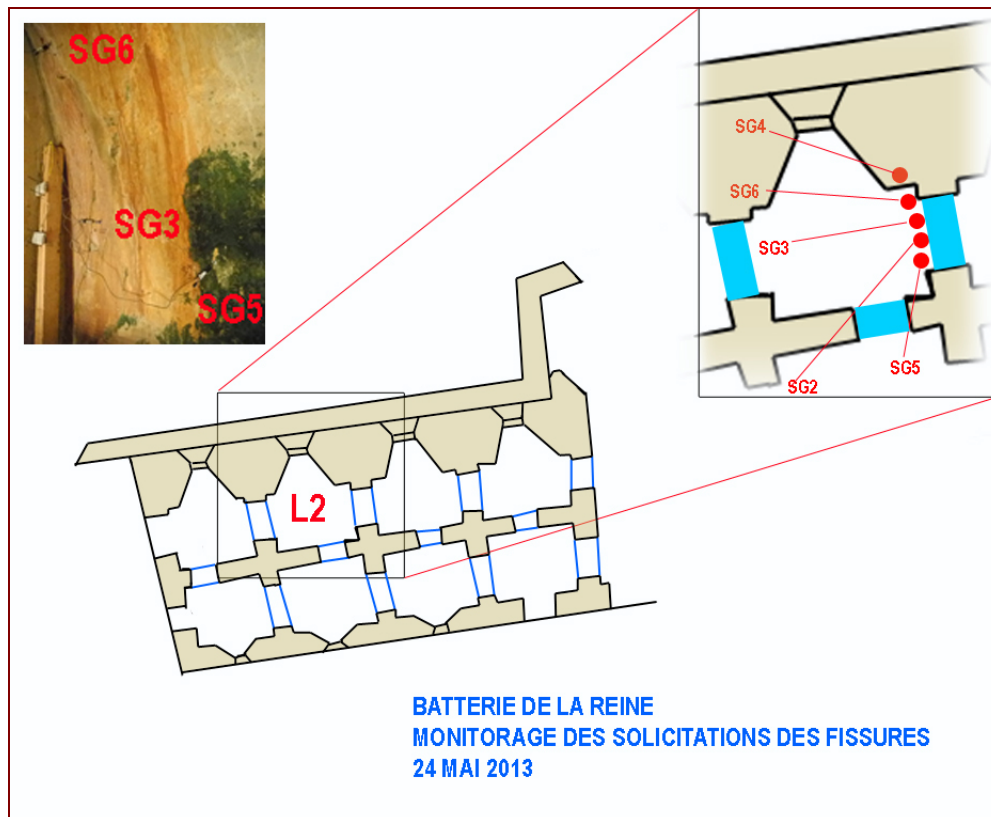 SG6
SG3
SG5
SG4
SG6
SG3
SG2
SG5
L2
BATTERIE DE LA REINE
MONITORAGE DES SOLICITATIONS DES FISSURES
24 MAI 2013